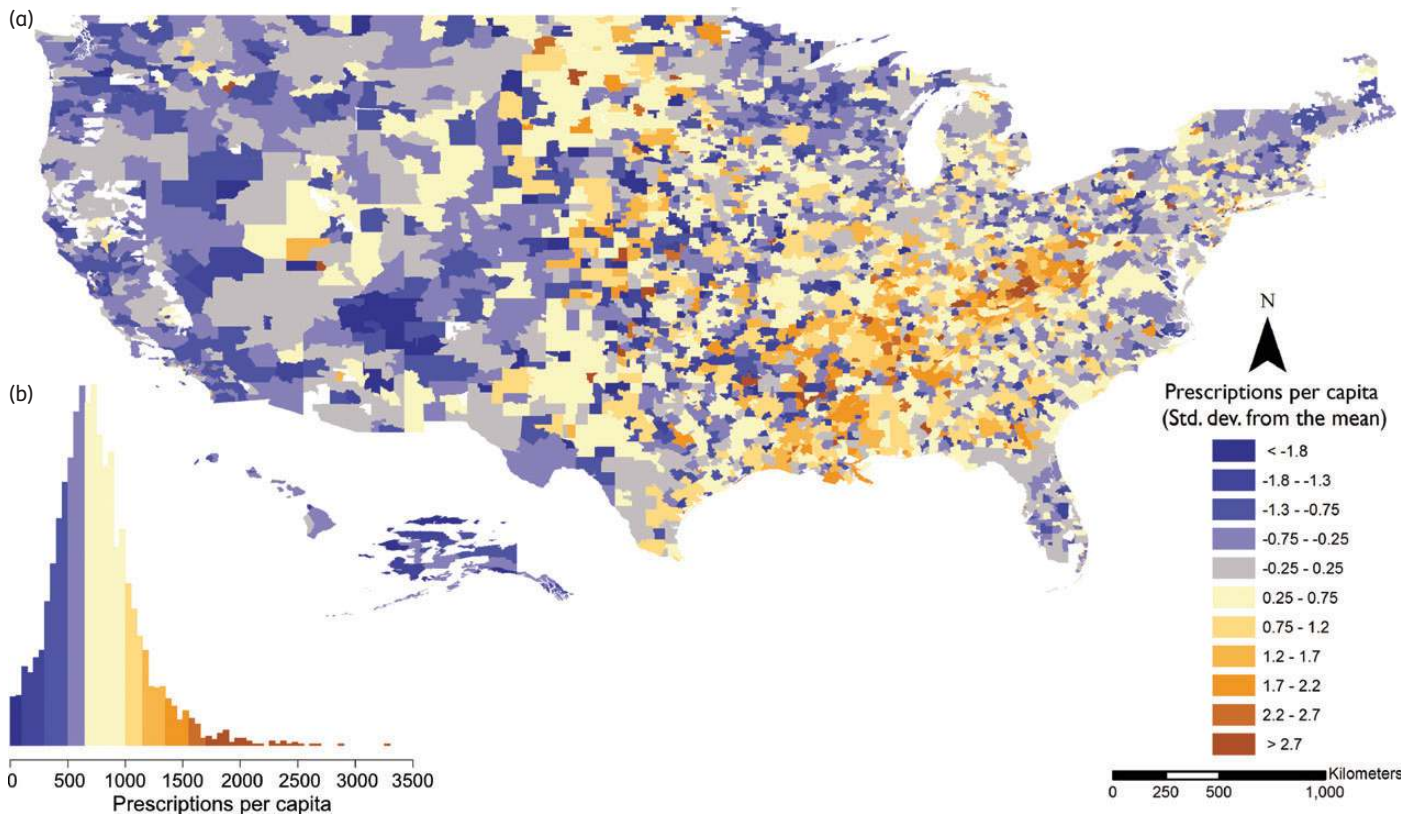 (a)
N
Prescriptions per capita
(Std. dev. from the mean)
< -1.8
-1.8 - -1.3
-1.3 - -0.75
-0.75 - -0.25
-0.25 - 0.25
0.25 - 0.75
0.75 - 1.2
1.2 - 1.7
1.7 - 2.2
2.2 - 2.7
> 2.7
Kilometers
0 250 500 1,000
(b)
0 500 1000 1500 2000 2500 3000 3500
Prescriptions per capita